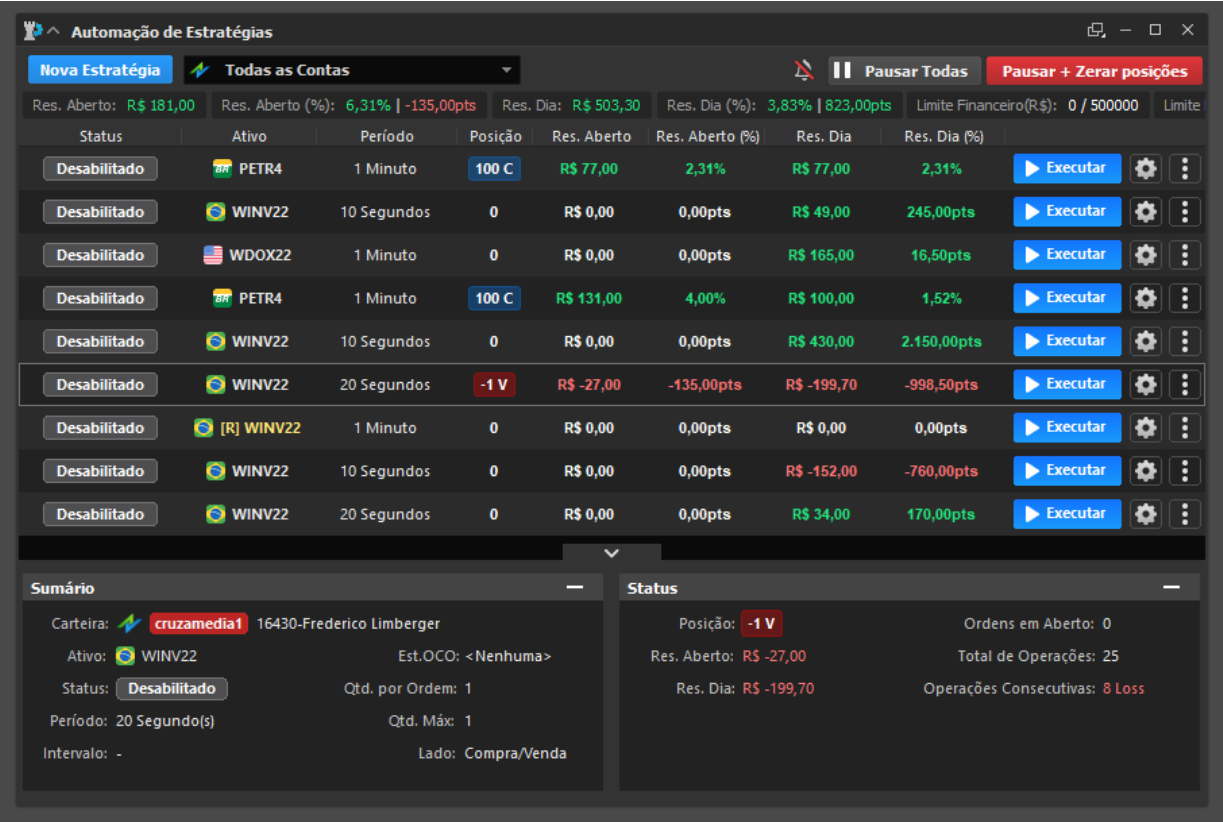 Automação de Estratégias
Nova Estratégia Todas as Contas Pausar Todas Pausar + Zerar posições
Res. Aberto: R$ 181,00 Res. Aberto (%): 6,31% | -135,00pts Res. Dia: R$ 503,30 Res. Dia (%): 3,83% | 823,00pts Limite Financeiro(R$): 0 / 500000 Limite
Status Ativo Período Posição Res. Aberto Res. Aberto (%) Res. Dia Res. Dia (%)
Desabilitado BR PETR4 1 Minuto 100 C R$ 77,00 2,31% R$ 77,00 2,31% Executar
Desabilitado WINV22 10 Segundos 0 R$ 0,00 0,00pts R$ 49,00 245,00pts Executar
Desabilitado WDOX22 1 Minuto 0 R$ 0,00 0,00pts R$ 165,00 16,50pts Executar
Desabilitado BR PETR4 1 Minuto 100 C R$ 131,00 4,00% R$ 100,00 1,52% Executar
Desabilitado WINV22 10 Segundos 0 R$ 0,00 0,00pts R$ 430,00 2.150,00pts Executar
Desabilitado WINV22 20 Segundos -1 V R$ -27,00 -135,00pts R$ -199,70 -998,50pts Executar
Desabilitado [R] WINV22 1 Minuto 0 R$ 0,00 0,00pts R$ 0,00 0,00pts Executar
Desabilitado WINV22 10 Segundos 0 R$ 0,00 0,00pts R$ -152,00 -760,00pts Executar
Desabilitado WINV22 20 Segundos 0 R$ 0,00 0,00pts R$ 34,00 170,00pts Executar
Sumário
Carteira: cruzamedia1 16430-Frederico Limberger
Ativo: WINV22 Est.OCO: <Nenhuma>
Status: Desabilitado Qtd. por Ordem: 1
Período: 20 Segundo(s) Qtd. Máx: 1
Intervalo: - Lado: Compra/Venda
Status
Posição: -1 V Ordens em Aberto: 0
Res. Aberto: R$ -27,00 Total de Operações: 25
Res. Dia: R$ -199,70 Operações Consecutivas: 8 Loss